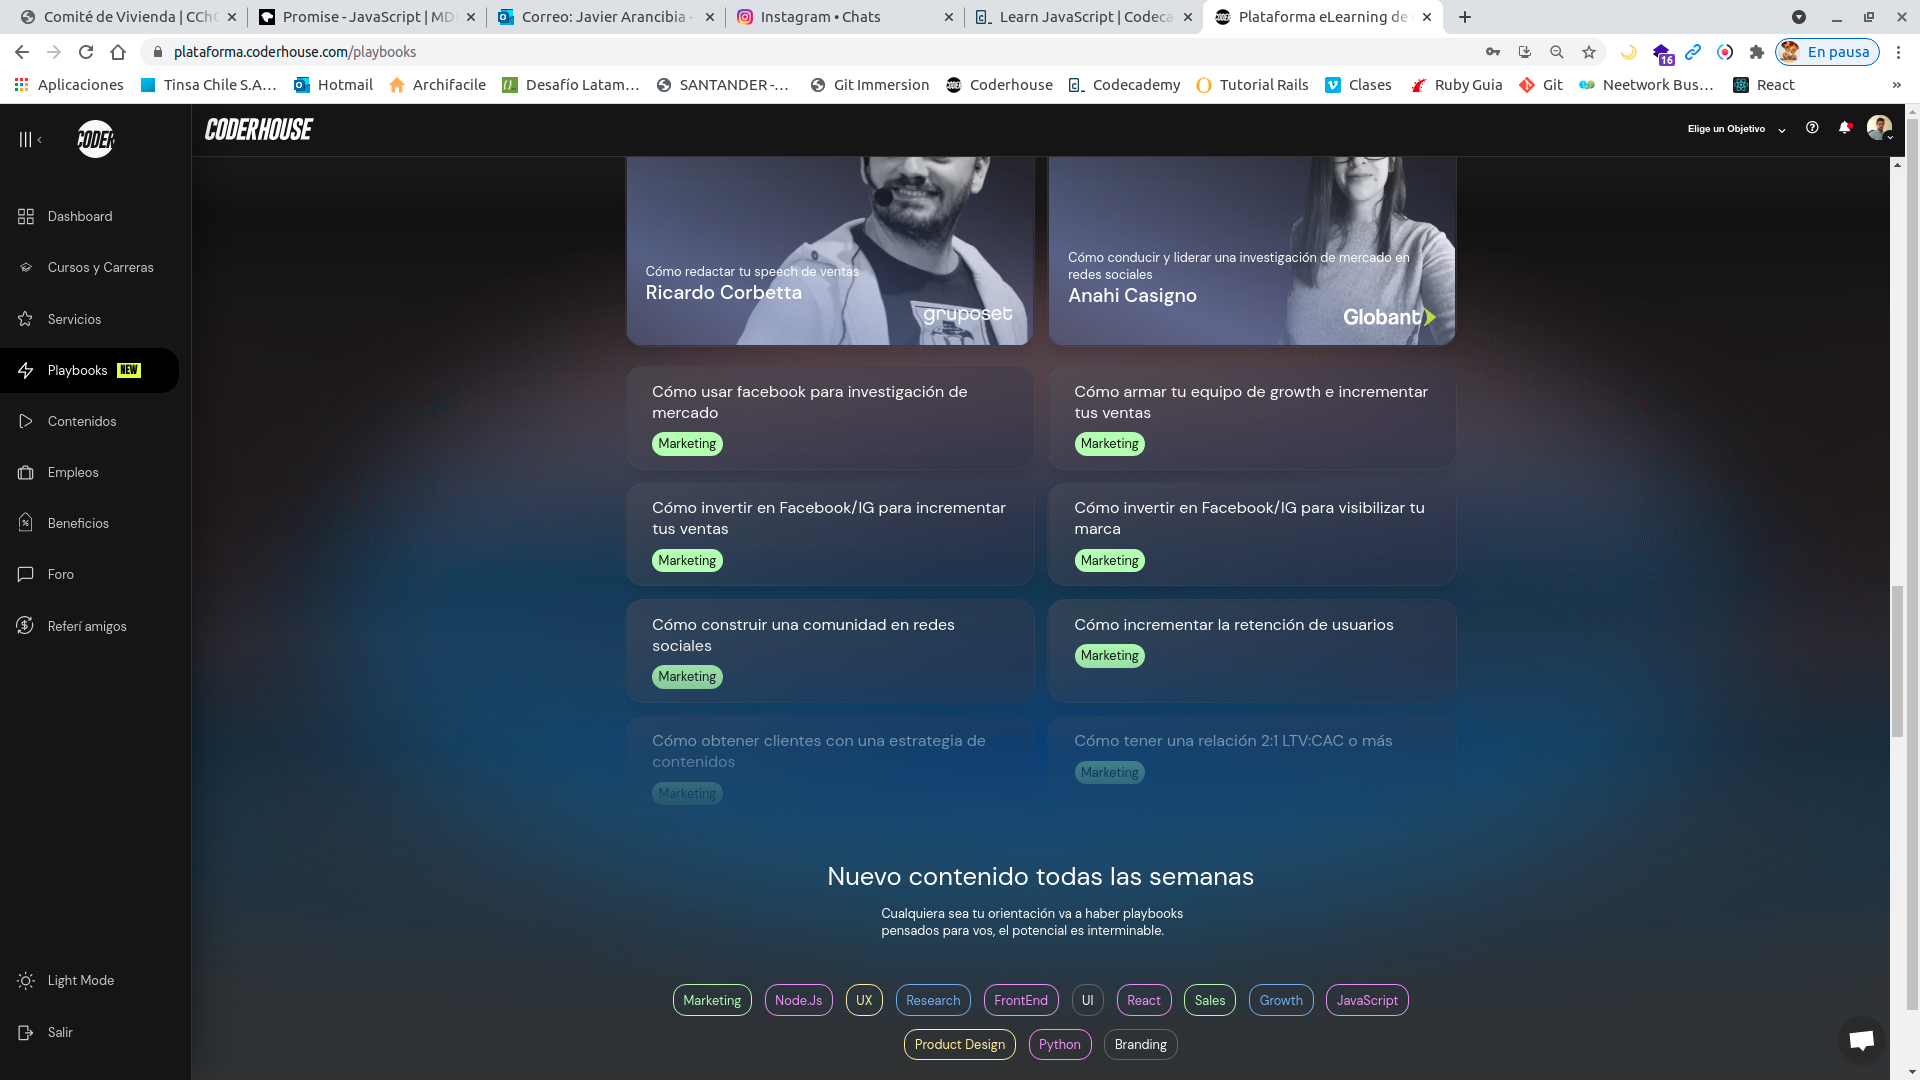 Comité de Vivienda | CCh
Promise - JavaScript | MD
Correo: Javier Arancibia -
Instagram • Chats
Learn JavaScript | Codeca
Plataforma eLearning de
plataforma.coderhouse.com/playbooks
16
En pausa
Aplicaciones
Tinsa Chile S.A...
Hotmail
Archifacile
Desafío Latam...
SANTANDER -...
Git Immersion
Coderhouse
Codecademy
Tutorial Rails
Clases
Ruby Guia
Git
Neetwork Bus...
React
»
CODER
CODERHOUSE
Elige un Objetivo
Dashboard
Cursos y Carreras
Servicios
Playbooks NEW
Contenidos
Empleos
Beneficios
Foro
Referí amigos
Light Mode
Salir
Cómo redactar tu speech de ventas
Ricardo Corbetta
gruposet
Cómo conducir y liderar una investigación de mercado en
redes sociales
Anahi Casigno
Globant
Cómo usar facebook para investigación de
mercado
Marketing
Cómo armar tu equipo de growth e incrementar
tus ventas
Marketing
Cómo invertir en Facebook/IG para incrementar
tus ventas
Marketing
Cómo invertir en Facebook/IG para visibilizar tu
marca
Marketing
Cómo construir una comunidad en redes
sociales
Marketing
Cómo incrementar la retención de usuarios
Marketing
Cómo obtener clientes con una estrategia de
contenidos
Marketing
Cómo tener una relación 2:1 LTV:CAC o más
Marketing
Nuevo contenido todas las semanas
Cualquiera sea tu orientación va a haber playbooks
pensados para vos, el potencial es interminable.
Marketing Node.Js UX Research FrontEnd UI React Sales Growth JavaScript
Product Design Python Branding